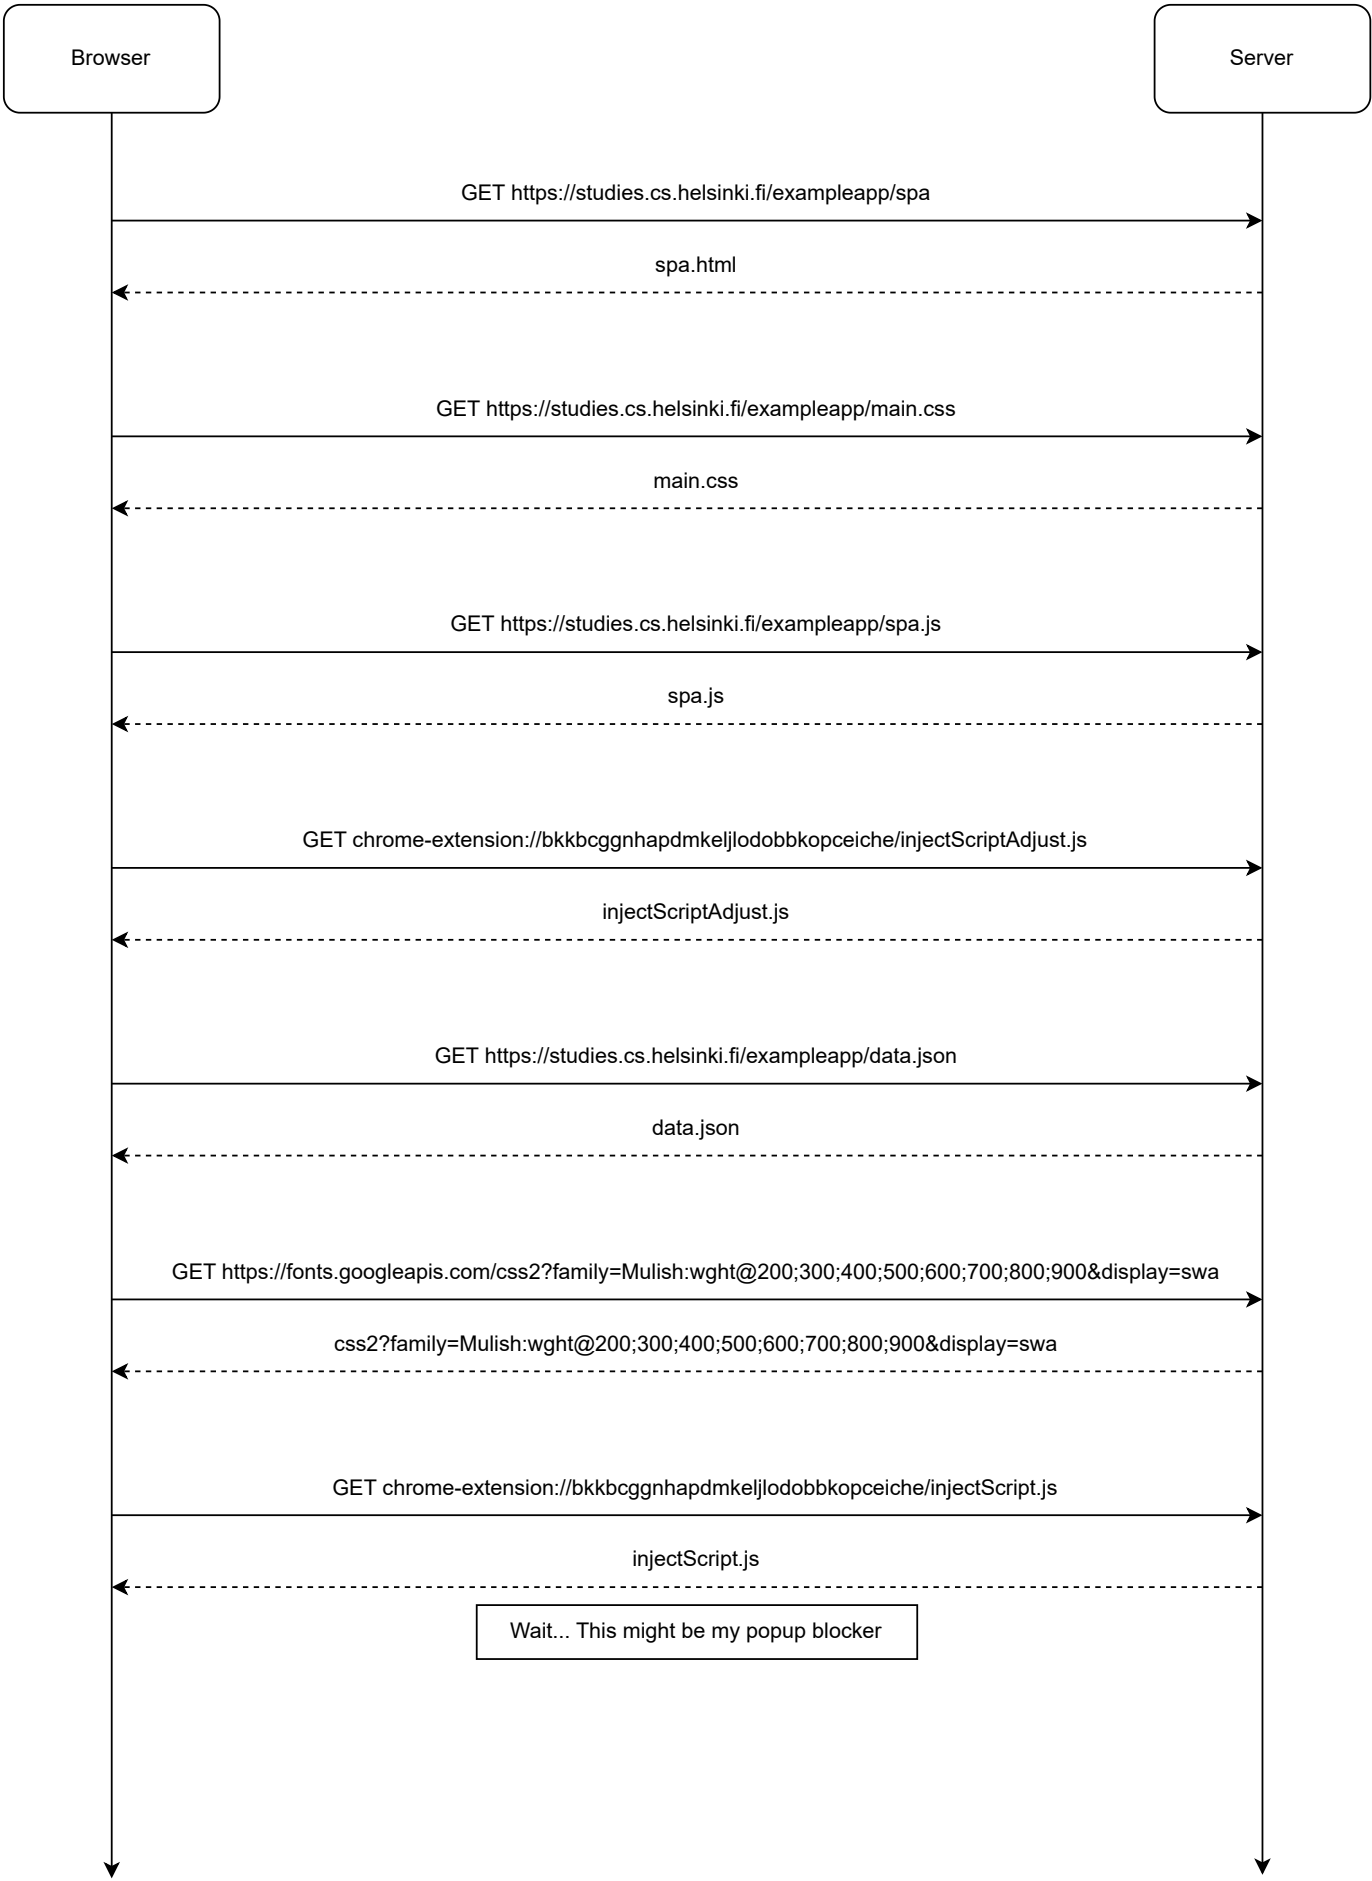 Browser
Server
GET https://studies.cs.helsinki.fi/exampleapp/spa
spa.html
GET https://studies.cs.helsinki.fi/exampleapp/main.css
main.css
GET https://studies.cs.helsinki.fi/exampleapp/spa.js
spa.js
GET chrome-extension://bkkbcggnhapdmkeljlodobbkopceiche/injectScriptAdjust.js
injectScriptAdjust.js
GET https://studies.cs.helsinki.fi/exampleapp/data.json
data.json
GET https://fonts.googleapis.com/css2?family=Mulish:wght@200;300;400;500;600;700;800;900&display=swa
css2?family=Mulish:wght@200;300;400;500;600;700;800;900&display=swa
GET chrome-extension://bkkbcggnhapdmkeljlodobbkopceiche/injectScript.js
injectScript.js
Wait... This might be my popup blocker